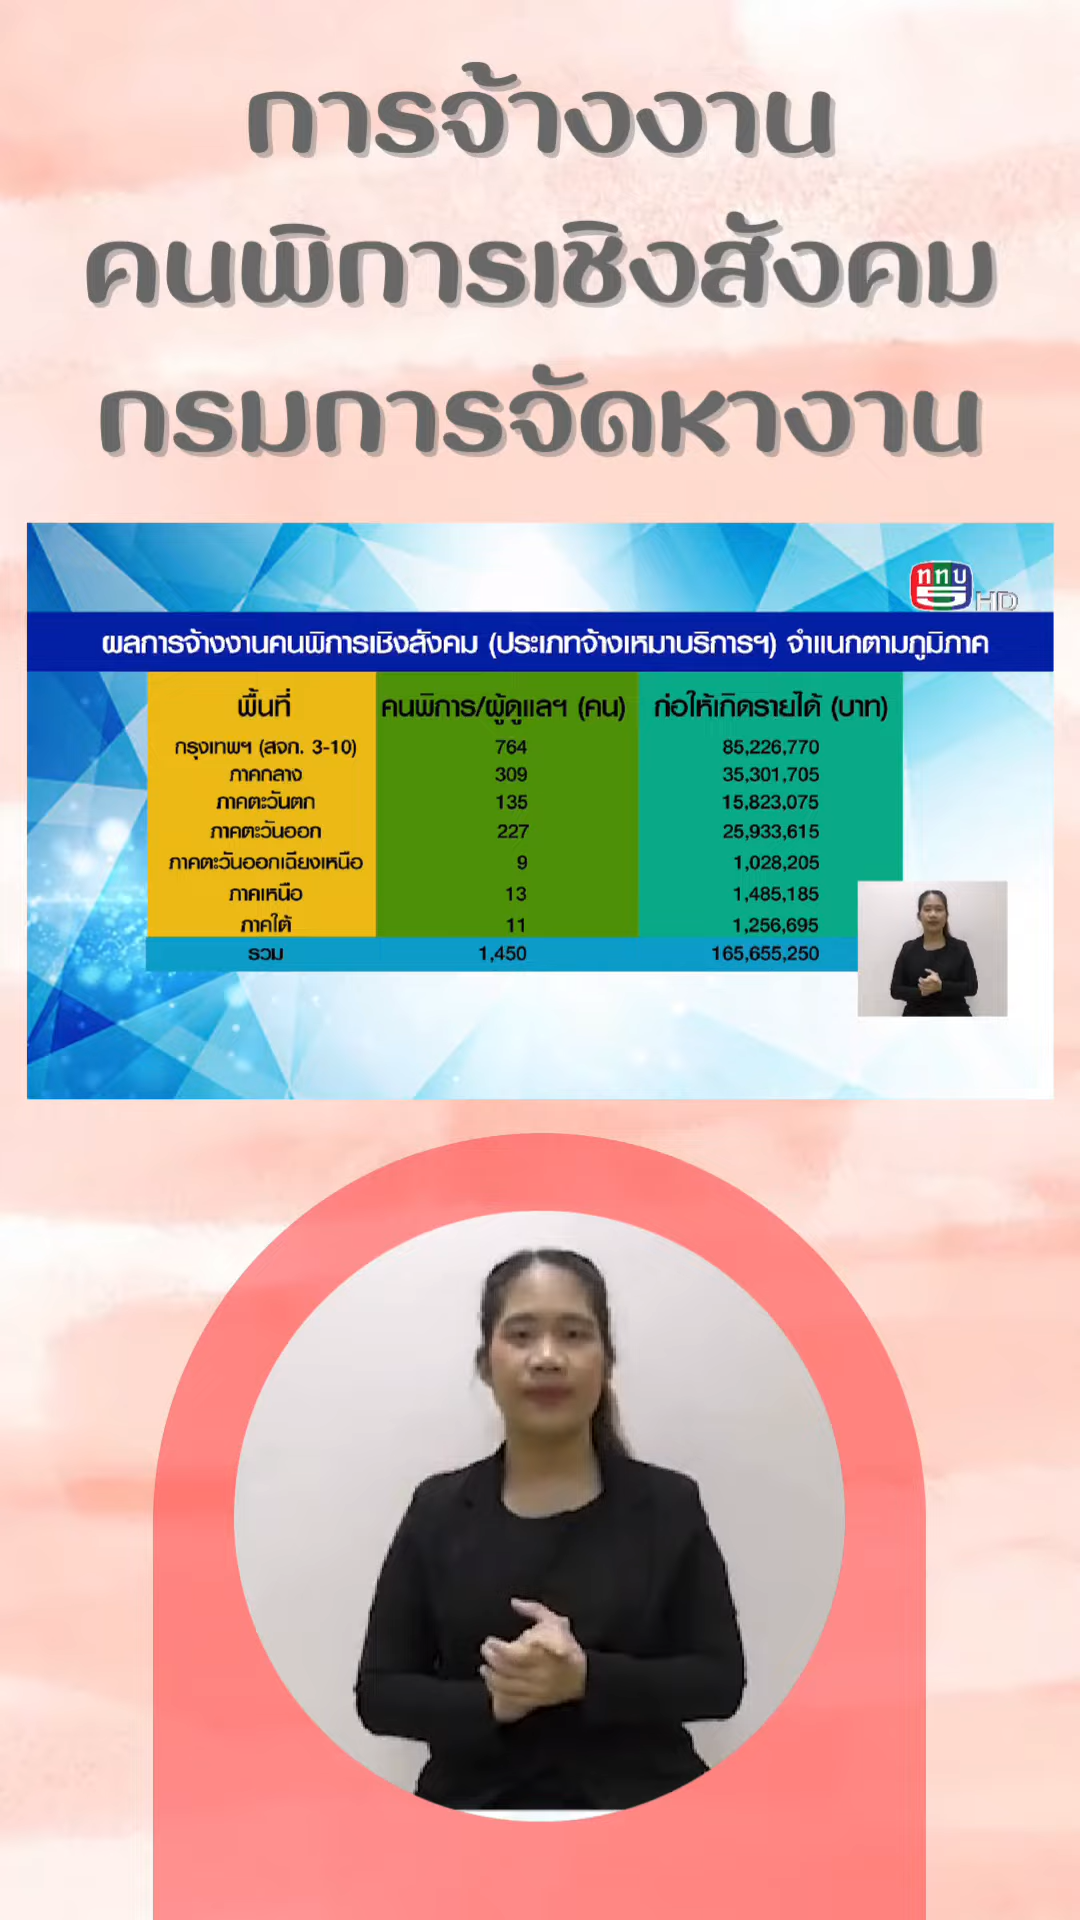 การจ้างงาน
คนพิการเชิงสังคม
กรมการจัดหางาน
ททบ
5 HD
ผลการจ้างงานคนพิการเชิงสังคม (ประเภทจ้างเหมาบริการฯ) จำแนกตามภูมิภาค
พื้นที่ คนพิการ/ผู้ดูแลฯ (คน) ก่อให้เกิดรายได้ (บาท)
กรุงเทพฯ (สจก. 3-10) 764 85,226,770
ภาคกลาง 309 35,301,705
ภาคตะวันตก 135 15,823,075
ภาคตะวันออก 227 25,933,615
ภาคตะวันออกเฉียงเหนือ 9 1,028,205
ภาคเหนือ 13 1,485,185
ภาคใต้ 11 1,256,695
รวม 1,450 165,655,250